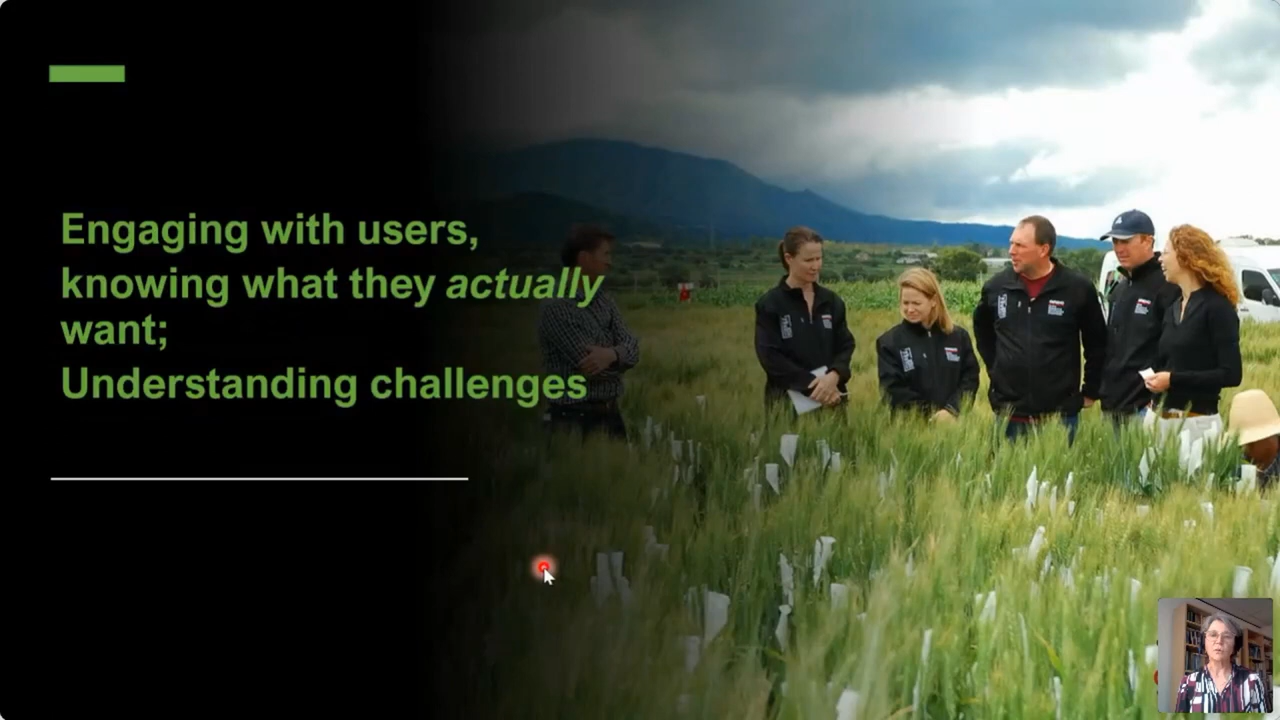 Engaging with users,
knowing what they actually
want;
Understanding challenges